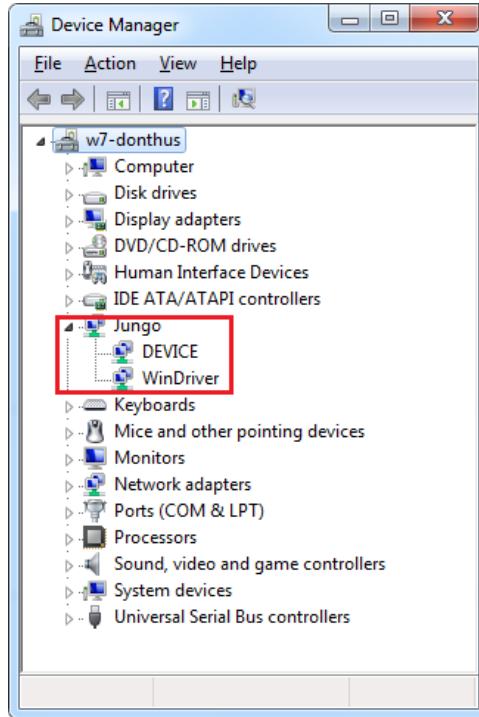 Device Manager
File Action View Help
w7-donthus
Computer
Disk drives
Display adapters
DVD/CD-ROM drives
Human Interface Devices
IDE ATA/ATAPI controllers
Jungo
DEVICE
WinDriver
Keyboards
Mice and other pointing devices
Monitors
Network adapters
Ports (COM & LPT)
Processors
Sound, video and game controllers
System devices
Universal Serial Bus controllers